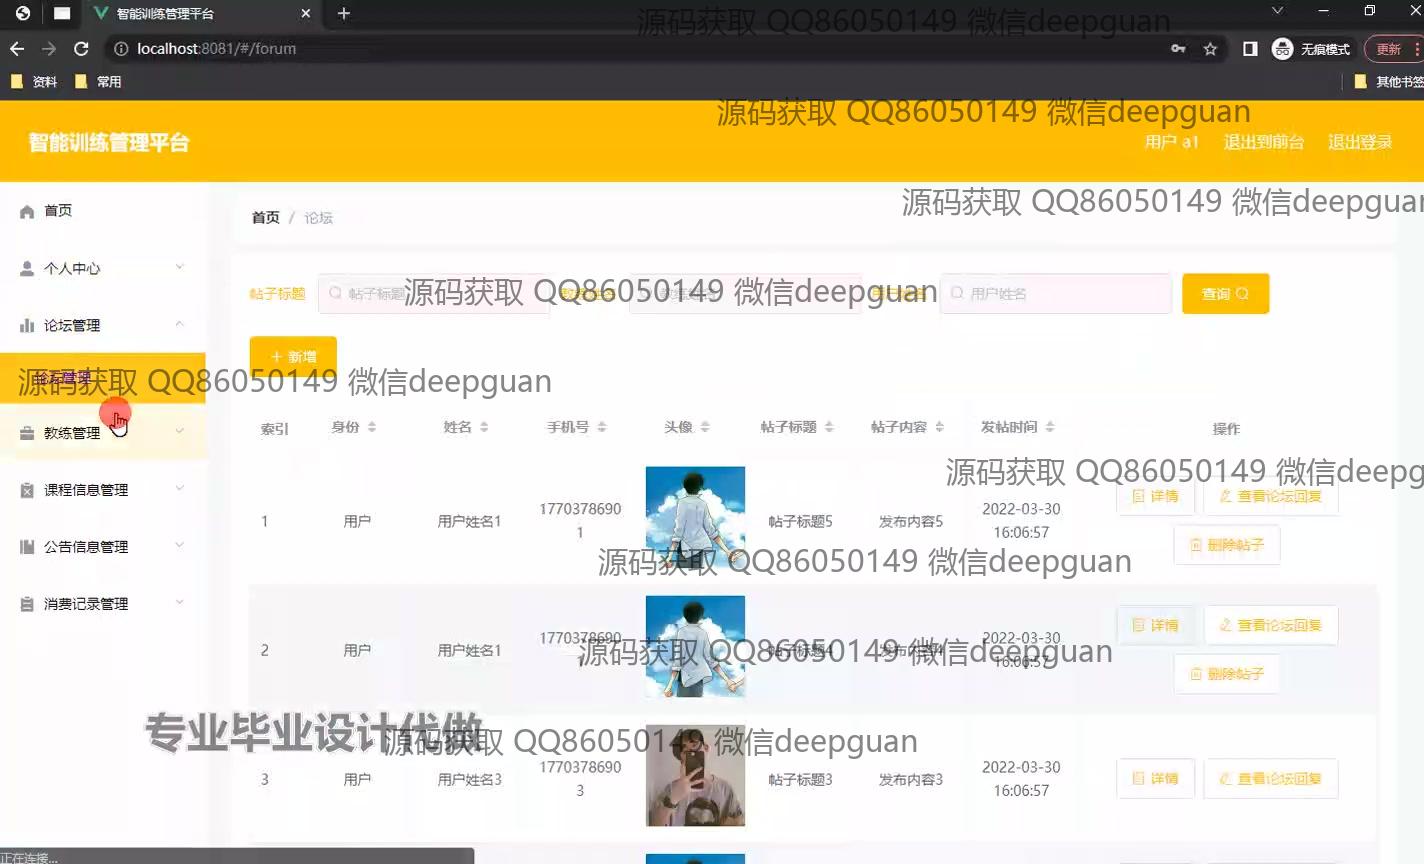 智能训练管理平台
源码获取 QQ86050149 微信deepguan
localhost:8081/#/forum
无痕模式
更新
资料
常用
其他书签
源码获取 QQ86050149 微信deepguan
智能训练管理平台
用户 a1
退出到前台
退出登录
源码获取 QQ86050149 微信deepguan
首页
首页 / 论坛
个人中心
帖子标题
帖子标题
用户姓名
查询
源码获取 QQ86050149 微信deepguan
论坛管理
新增
源码获取 QQ86050149 微信deepguan
教练管理
索引 身份 姓名 手机号 头像 帖子标题 帖子内容 发帖时间 操作
源码获取 QQ86050149 微信deepg
课程信息管理
1 用户 用户姓名1 17703786901 帖子标题5 发布内容5 2022-03-30 16:06:57 详情 查看论坛回复 删除帖子
公告信息管理
源码获取 QQ86050149 微信deepguan
消费记录管理
2 用户 用户姓名1 1770378690 帖子标题4 2022-03-30 16:06:57 详情 查看论坛回复 删除帖子
源码获取 QQ86050149 微信deepguan
专业毕业设计代做
源码获取 QQ86050149 微信deepguan
3 用户 用户姓名3 17703786903 帖子标题3 发布内容3 2022-03-30 16:06:57 详情 查看论坛回复
正在连接...